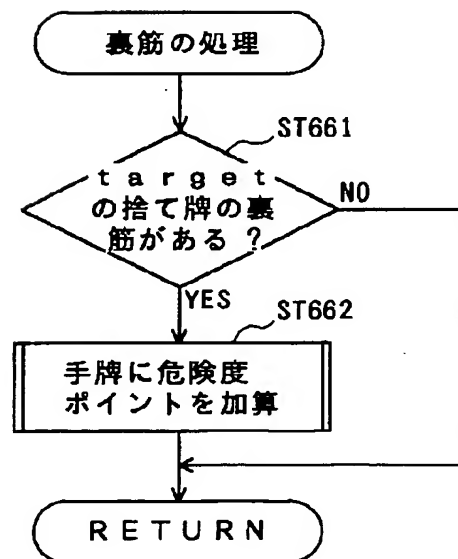 裏筋の処理
ST661
target
の捨て牌の裏
筋がある?
NO
YES
ST662
手牌に危険度
ポイントを加算
RETURN